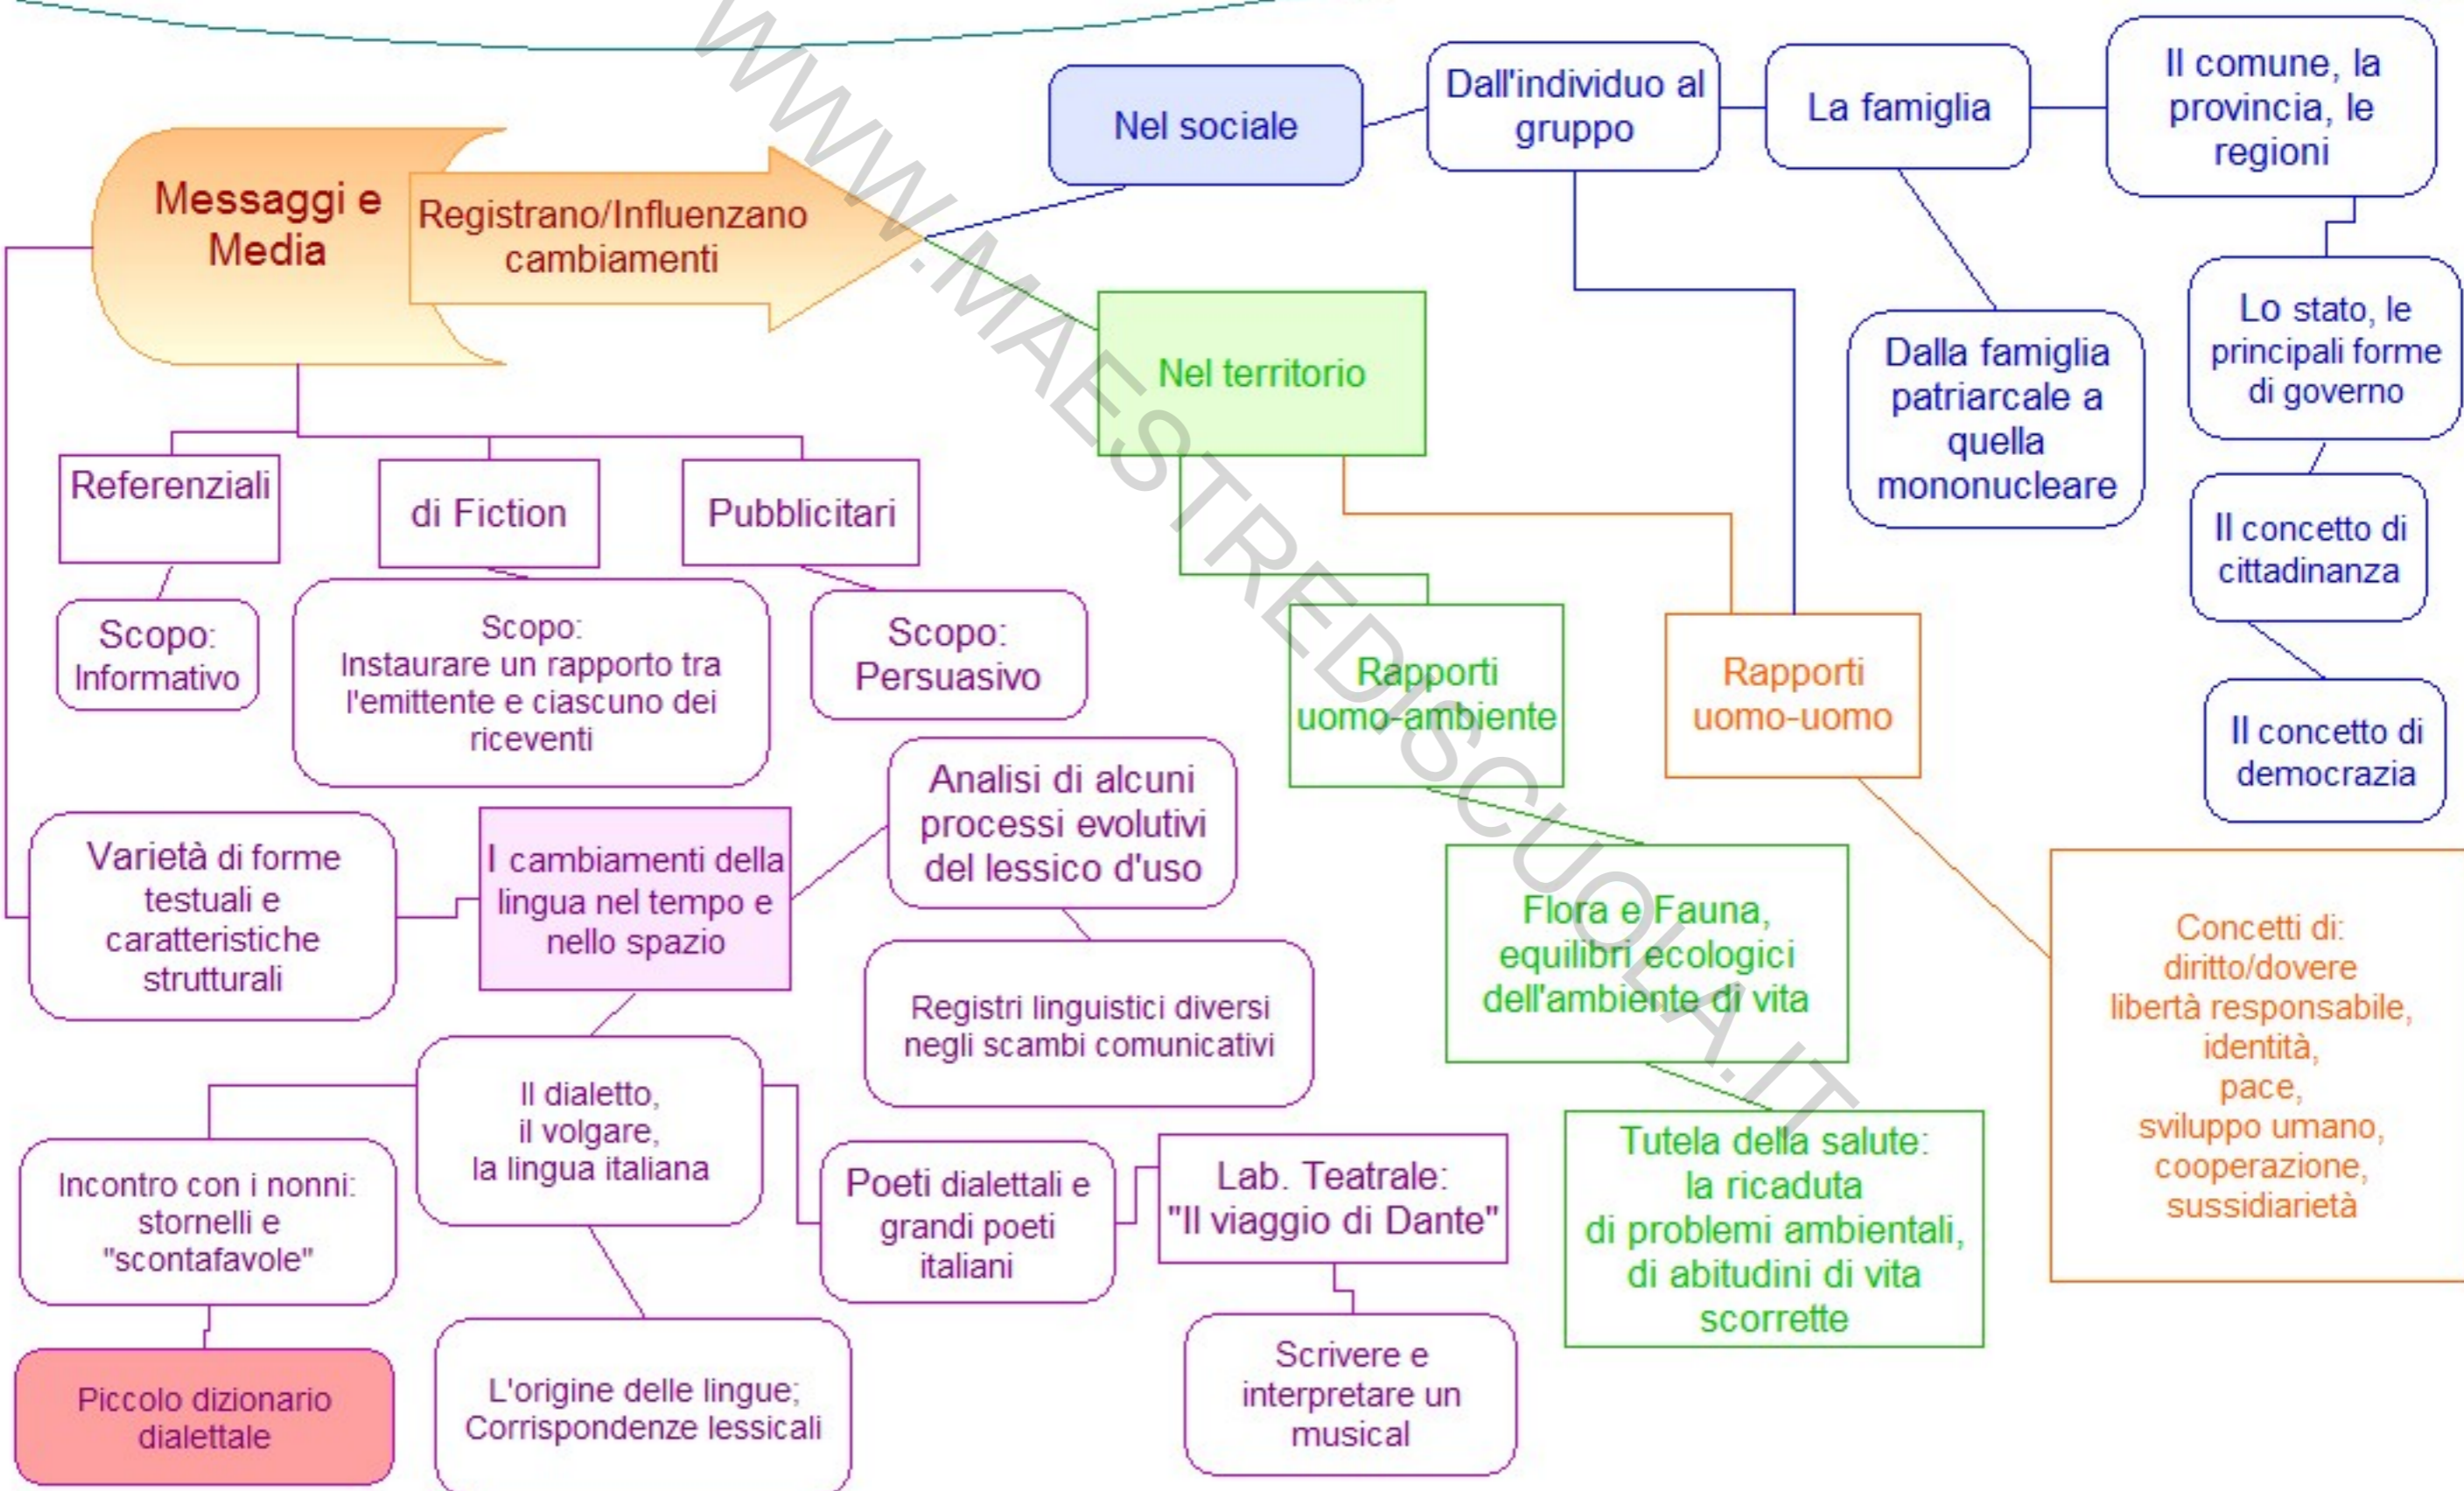 Messaggi e
Media
Registrano/Influenzano
cambiamenti
Nel sociale
Dall'individuo al
gruppo
La famiglia
Il comune, la
provincia, le
regioni
Lo stato, le
principali forme
di governo
Il concetto di
cittadinanza
Il concetto di
democrazia
Dalla famiglia
patriarcale a
quella
mononucleare
Nel territorio
Rapporti
uomo-ambiente
Rapporti
uomo-uomo
Flora e Fauna,
equilibri ecologici
dell'ambiente di vita
Tutela della salute:
la ricaduta
di problemi ambientali,
di abitudini di vita
scorrette
Concetti di:
diritto/dovere
libertà responsabile,
identità,
pace,
sviluppo umano,
cooperazione,
sussidiarietà
Referenziali
di Fiction
Pubblicitari
Scopo:
Informativo
Scopo:
Instaurare un rapporto tra
l'emittente e ciascuno dei
riceventi
Scopo:
Persuasivo
Varietà di forme
testuali e
caratteristiche
strutturali
I cambiamenti della
lingua nel tempo e
nello spazio
Analisi di alcuni
processi evolutivi
del lessico d'uso
Registri linguistici diversi
negli scambi comunicativi
Il dialetto,
il volgare,
la lingua italiana
Incontro con i nonni:
stornelli e
"scontafavole"
Piccolo dizionario
dialettale
L'origine delle lingue;
Corrispondenze lessicali
Poeti dialettali e
grandi poeti
italiani
Lab. Teatrale:
"Il viaggio di Dante"
Scrivere e
interpretare un
musical
WWW.MAESTREDISCUOLA.IT